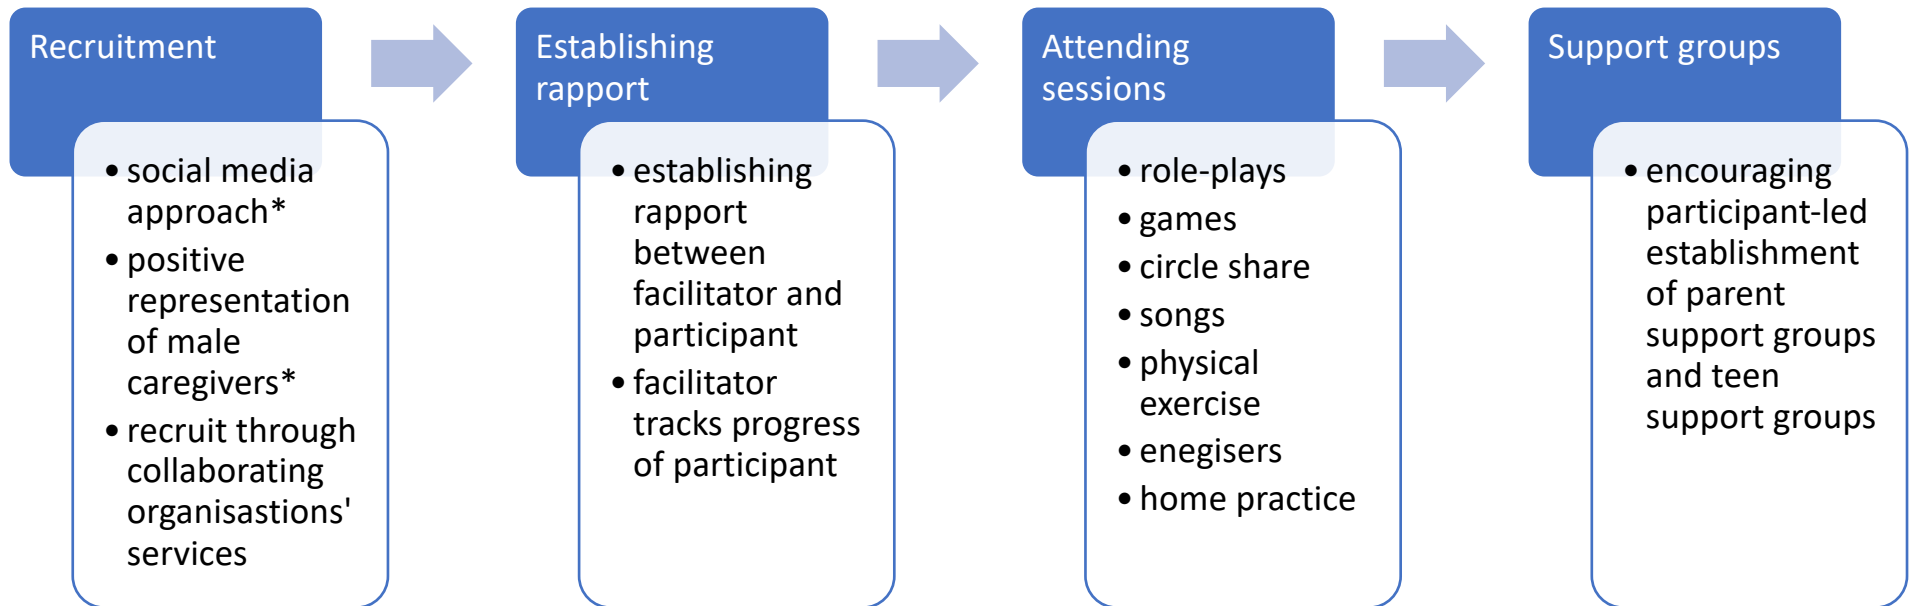 Recruitment
• social media
approach*
• positive
representation
of male
caregivers*
• recruit through
collaborating
organisastions'
services
Establishing
rapport
• establishing
rapport
between
facilitator and
participant
• facilitator
tracks progress
of participant
Attending
sessions
• role-plays
• games
• circle share
• songs
• physical
exercise
• enegisers
• home practice
Support groups
• encouraging
participant-led
establishment
of parent
support groups
and teen
support groups